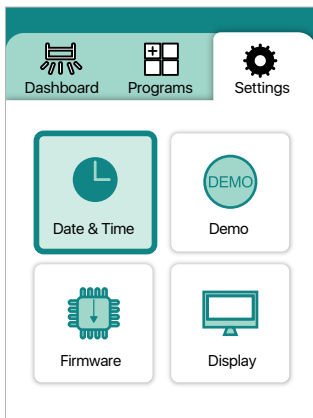 Dashboard Programs Settings
DEMO
Date & Time Demo
Firmware Display